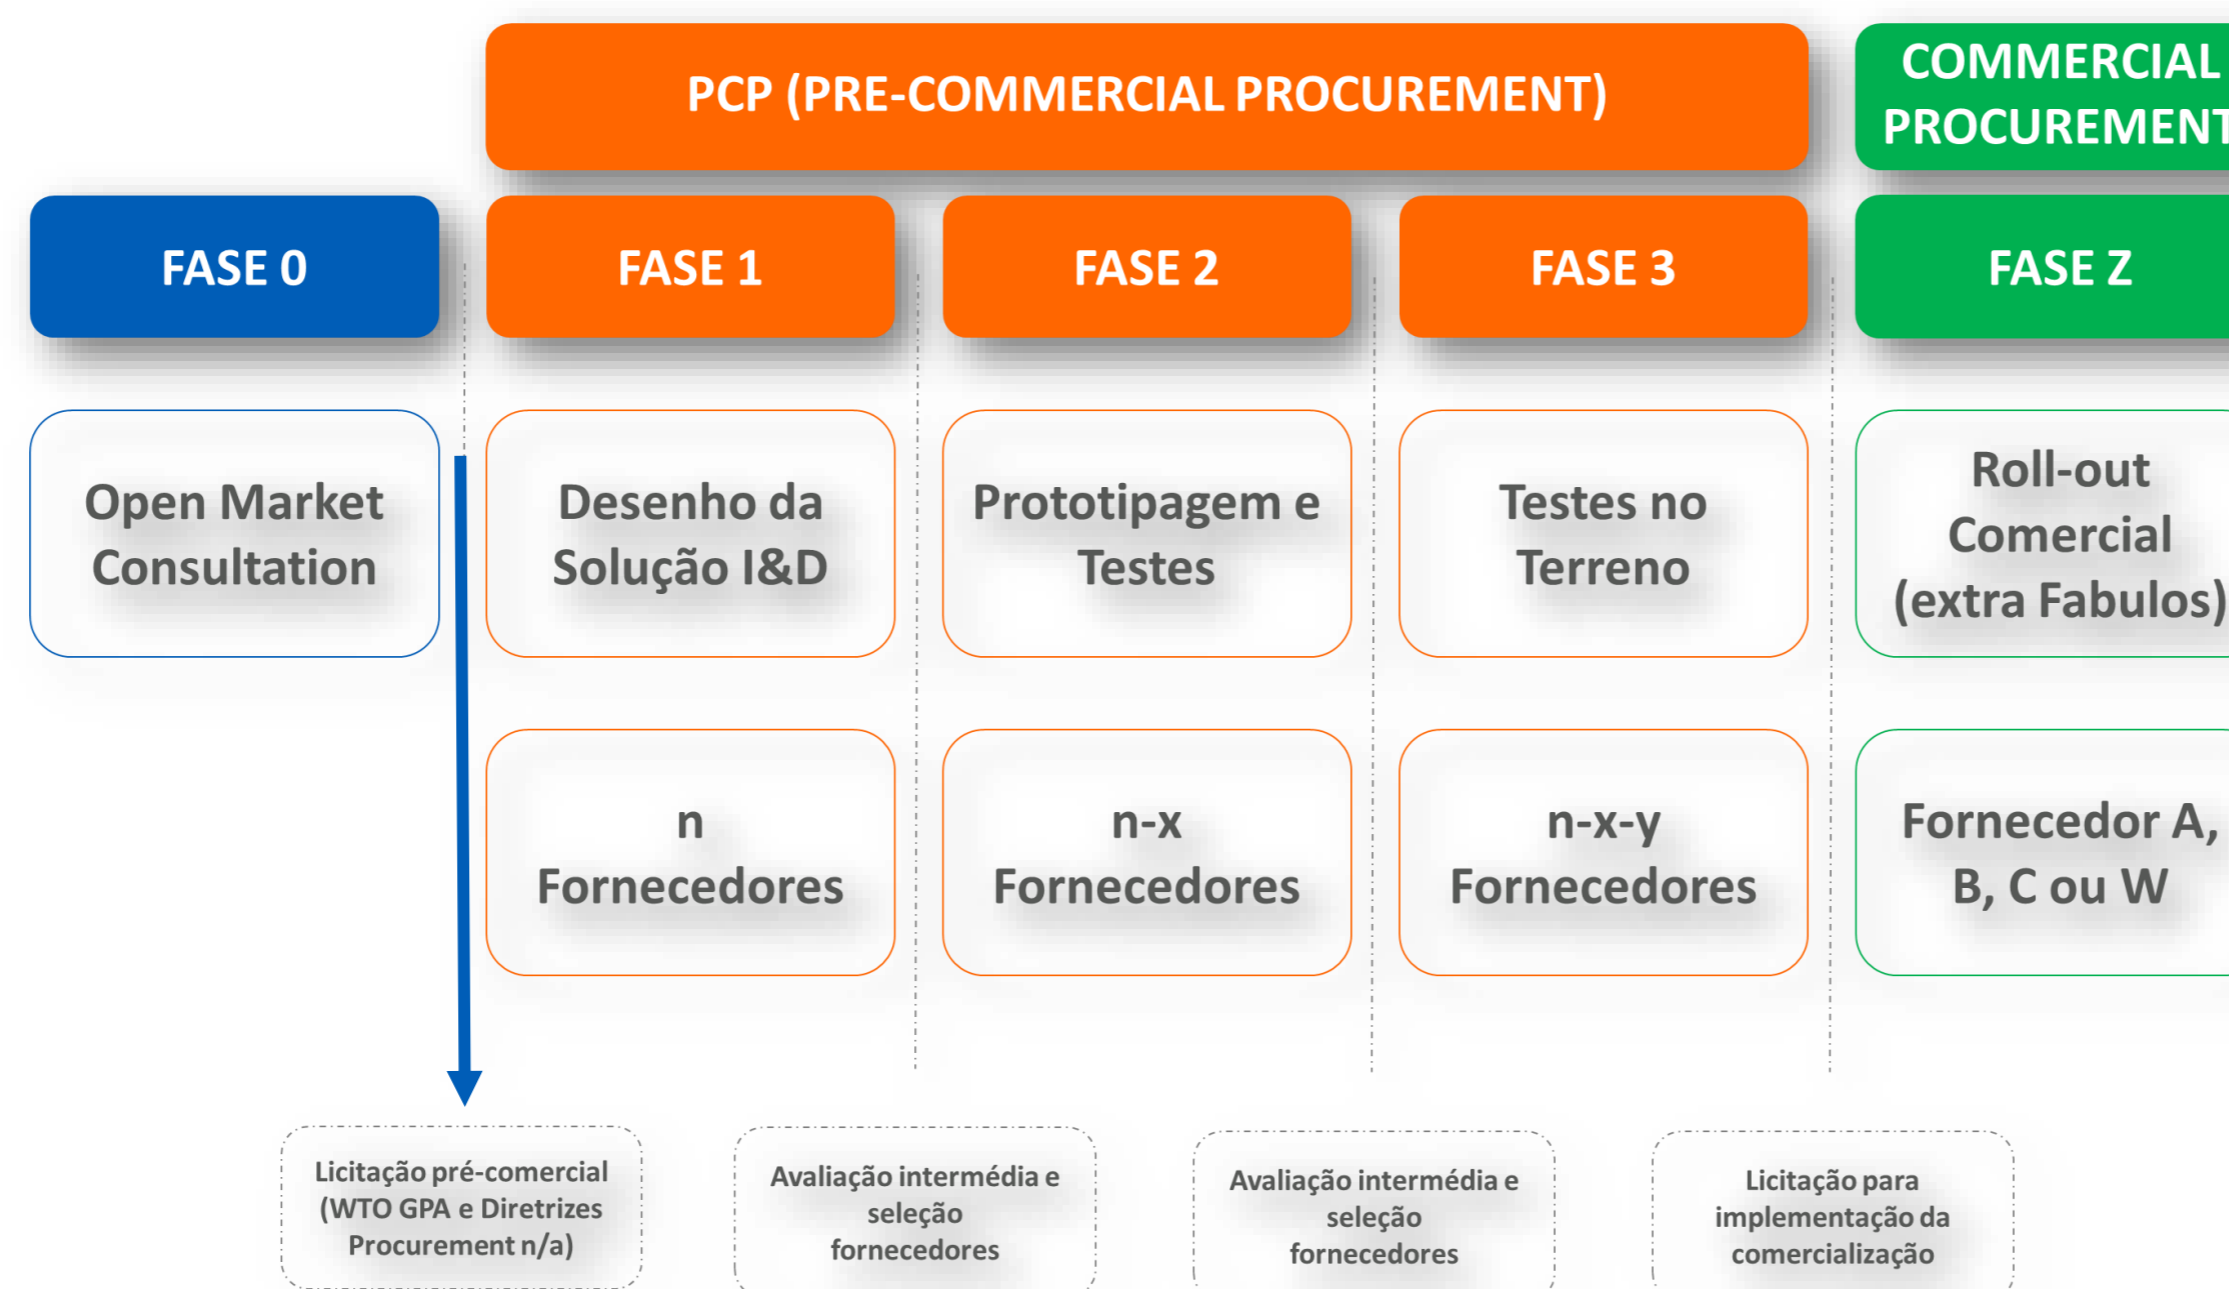 PCP (PRE-COMMERCIAL PROCUREMENT)
COMMERCIAL
PROCUREMENT
FASE 0
FASE 1
FASE 2
FASE 3
FASE Z
Open Market
Consultation
Desenho da
Solução I&D
Prototipagem e
Testes
Testes no
Terreno
Roll-out
Comercial
(extra Fabulos)
n
Fornecedores
n-x
Fornecedores
n-x-y
Fornecedores
Fornecedor A,
B, C ou W
Licitação pré-comercial
(WTO GPA e Diretrizes
Procurement n/a)
Avaliação intermédia e
seleção
fornecedores
Avaliação intermédia e
seleção
fornecedores
Licitação para
implementação da
comercialização